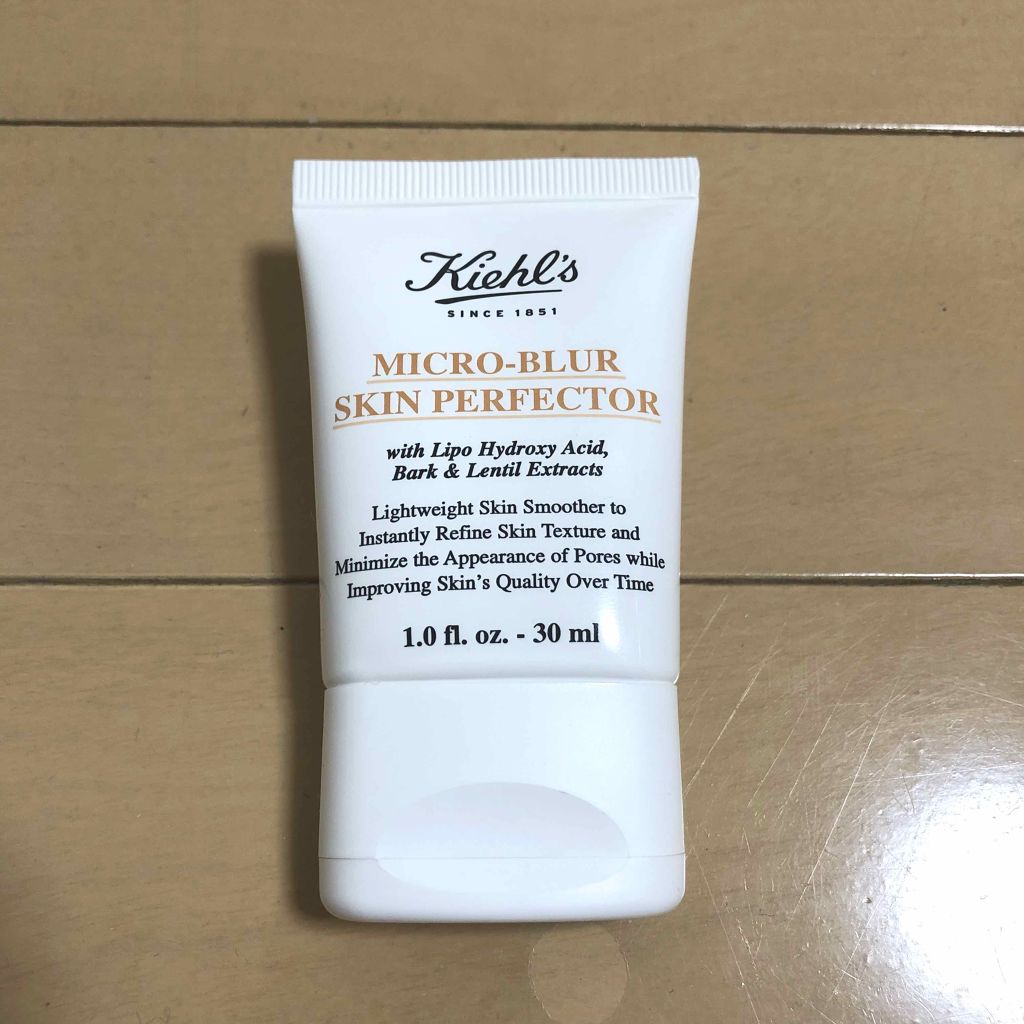 Kiehl's
SINCE 1851
MICRO-BLUR
SKIN PERFECTOR
with Lipo Hydroxy Acid,
Bark & Lentil Extracts
Lightweight Skin Smoother to
Instantly Refine Skin Texture and
Minimize the Appearance of Pores while
Improving Skin's Quality Over Time
1.0 fl. oz. - 30 ml